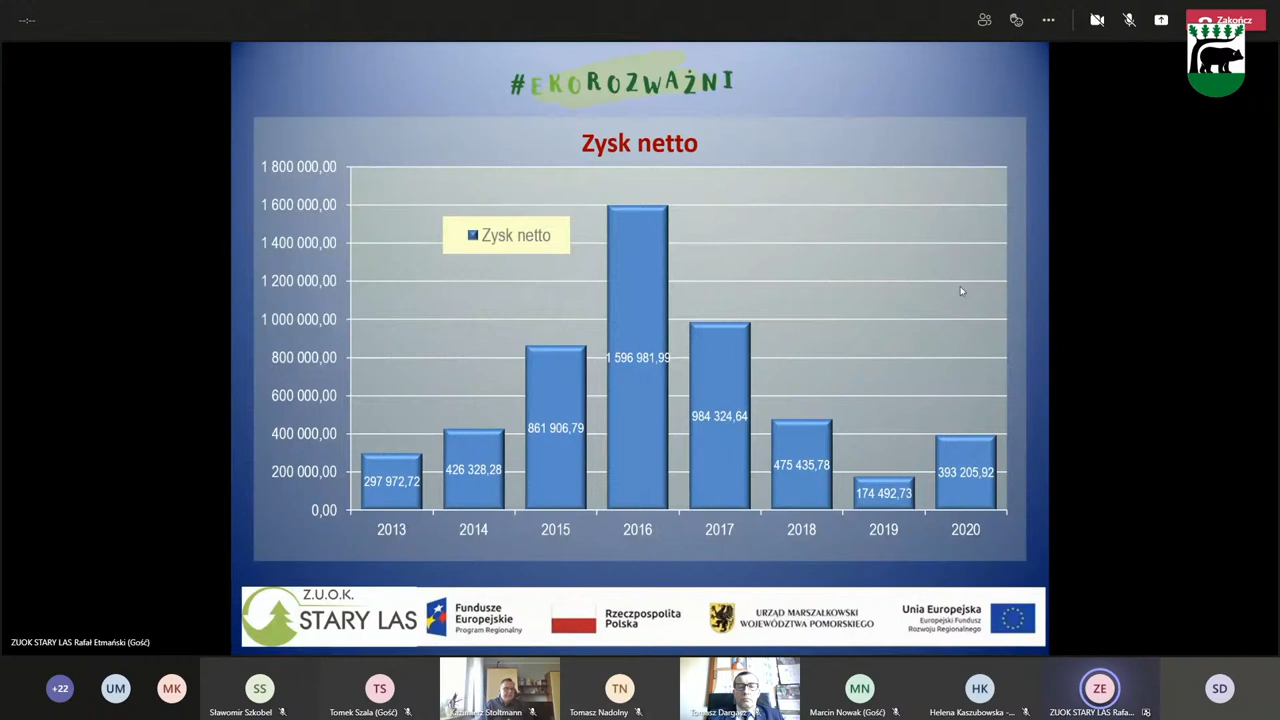 --:--
Zakończ
#EKOROZWAŻNI
Zysk netto
1 800 000,00
1 600 000,00
1 400 000,00
1 200 000,00
1 000 000,00
800 000,00
600 000,00
400 000,00
200 000,00
0,00
Zysk netto
297 972,72
426 328,28
861 906,79
1 596 981,99
984 324,64
475 435,78
174 492,73
393 205,92
2013 2014 2015 2016 2017 2018 2019 2020
Z.U.O.K.
STARY LAS
Fundusze
Europejskie
Program Regionalny
Rzeczpospolita
Polska
URZĄD MARSZAŁKOWSKI
WOJEWÓDZTWA POMORSKIEGO
Unia Europejska
Europejski Fundusz
Rozwoju Regionalnego
ZUOK STARY LAS Rafał Etmański (Gość)
+22 UM MK SS TS TN MN HK ZE SD
Sławomir Szkobel
Tomek Szala (Gość)
Kazimierz Stoltmann
Tomasz Nadolny
Tomasz Dargacz
Marcin Nowak (Gość)
Helena Kaszubowska -...
ZUOK STARY LAS Rafa...